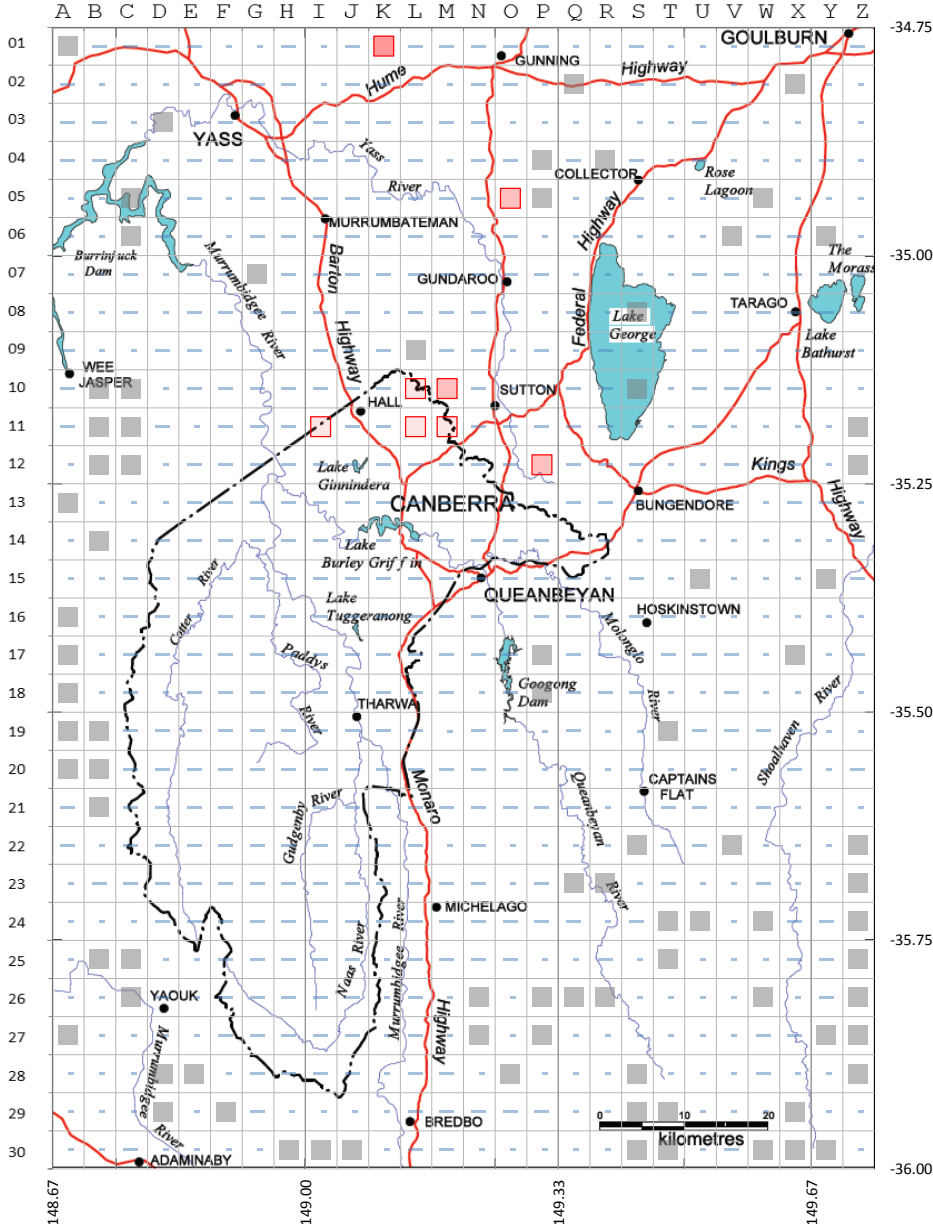 A B C D E F G H I J K L M N O P Q R S T U V W X Y Z
-34.75
01
GOULBURN
GUNNING
Hume
Highway
02
03
YASS
Yass
River
04
COLLECTOR
Rose
Lagoon
05
MURRUMBATEMAN
Highway
06
Burrinjuck
Dam
Murrumbidgee
River
Barton
Highway
-35.00
The
Morass
07
GUNDAROO
08
Federal
Lake
George
TARAGO
Lake
Bathurst
09
WEE
JASPER
10
SUTTON
HALL
11
12
Lake
Ginnindera
Kings
Highway
-35.25
13
CANBERRA
BUNGENDORE
14
Lake
Burley Griffin
15
QUEANBEYAN
Cotter
River
Lake
Tuggeranong
HOSKINSTOWN
16
Molonglo
River
17
Paddys
River
18
Googong
Dam
THARWA
Shoalhaven
River
-35.50
19
20
Monaro
Highway
CAPTAINS
FLAT
21
Gudgenby
River
Queanbeyan
River
22
23
MICHELAGO
24
-35.75
25
Naas
River
Murrumbidgee
River
26
YAOUK
27
Murrumbidgee
River
28
29
BREDBO
0 10 20
kilometres
30
ADAMINABY
-36.00
148.67
149.00
149.33
149.67